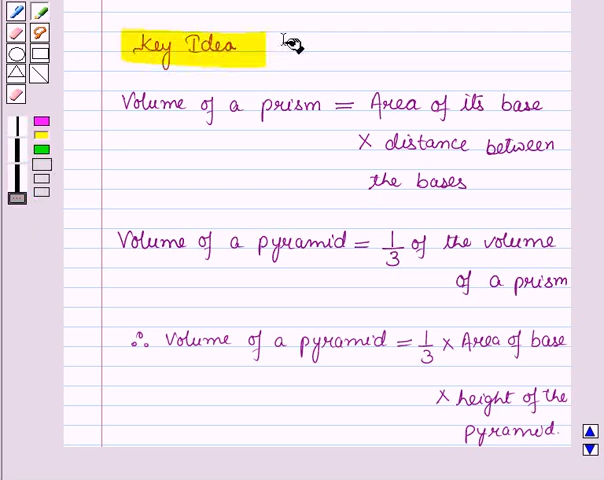 Key Idea
Volume of a prism = Area of its base
× distance between
the bases
Volume of a pyramid = 1/3 of the volume
of a prism
∴ Volume of a pyramid = 1/3 × Area of base
× height of the
pyramid.